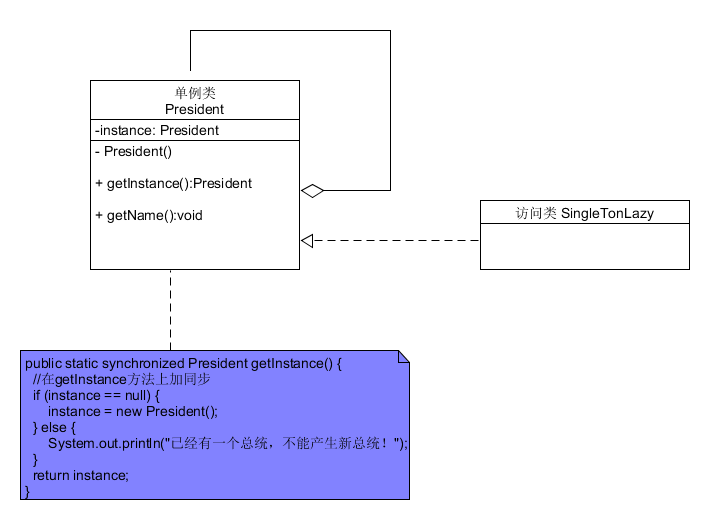 单例类
President
-instance: President
- President()
+ getInstance():President
+ getName():void
访问类 SingleTonLazy
public static synchronized President getInstance() {
//在getInstance方法上加同步
if (instance == null) {
instance = new President();
} else {
System.out.println("已经有一个总统，不能产生新总统！");
}
return instance;
}